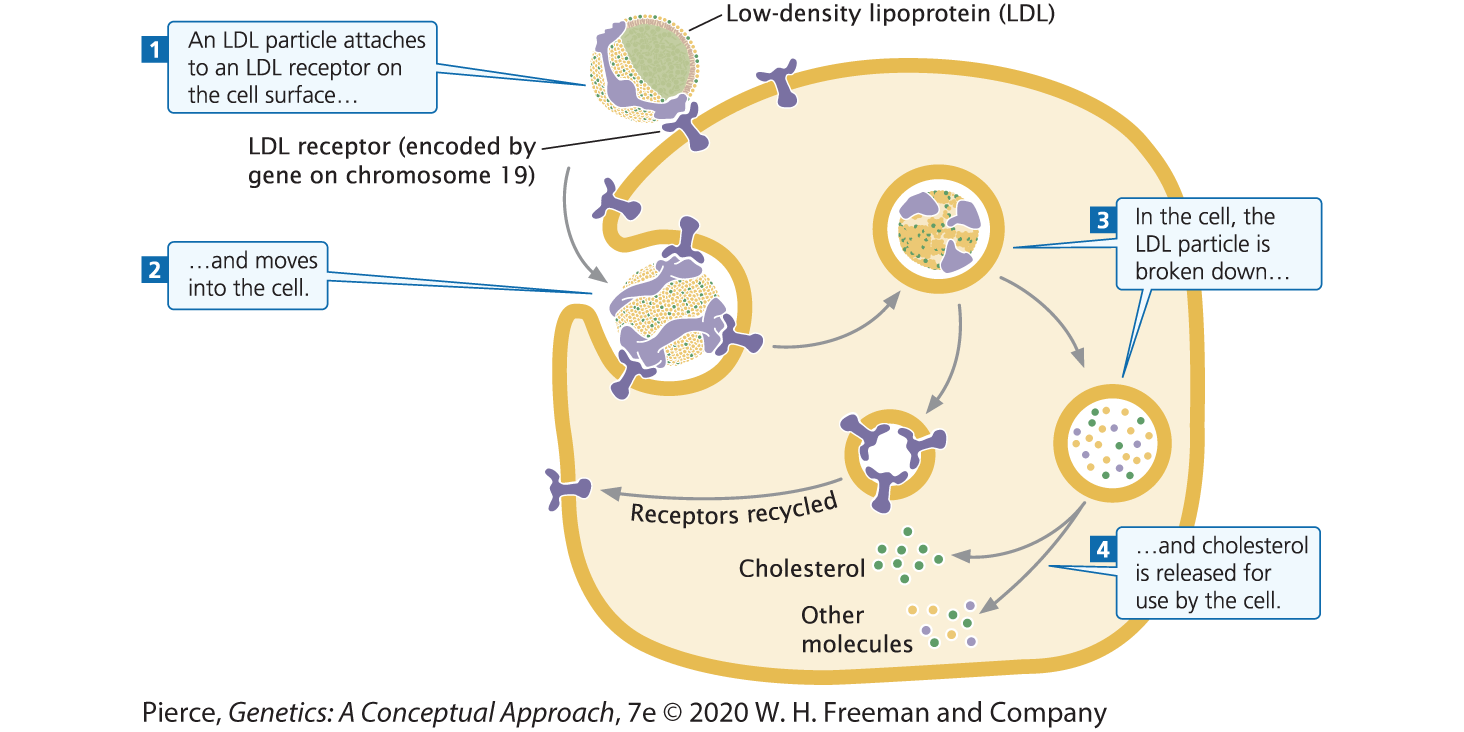 Low-density lipoprotein (LDL)
1
An LDL particle attaches
to an LDL receptor on
the cell surface…
LDL receptor (encoded by
gene on chromosome 19)
2
…and moves
into the cell.
3
In the cell, the
LDL particle is
broken down…
Receptors recycled
4
…and cholesterol
is released for
use by the cell.
Cholesterol
Other
molecules
Pierce, Genetics: A Conceptual Approach, 7e © 2020 W. H. Freeman and Company